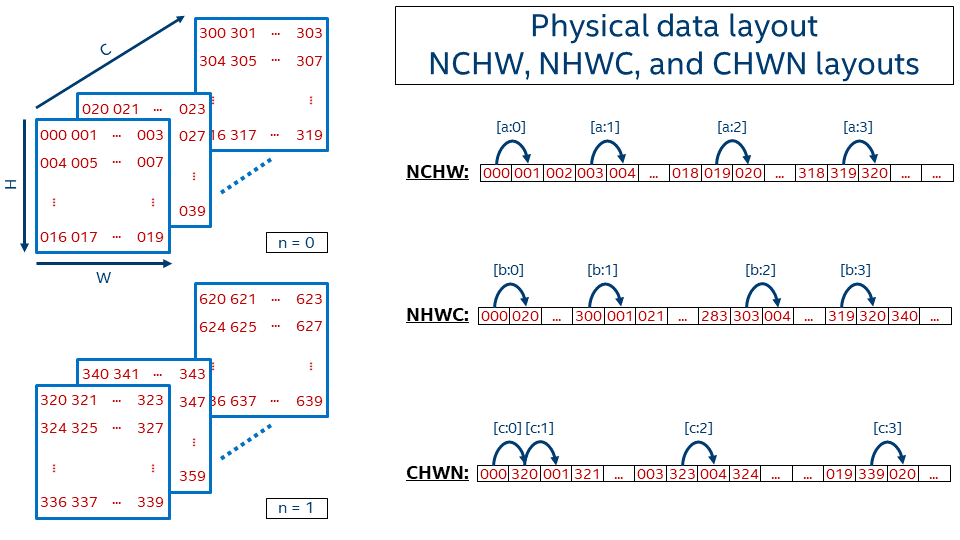 Physical data layout
NCHW, NHWC, and CHWN layouts
C
300 301 ... 303
304 305 ... 307
⋮
16 317 ... 319
020 021 ... 023
027
⋮
039
000 001 ... 003
004 005 ... 007
⋮ ⋮
016 017 ... 019
H
W
n = 0
620 621 ... 623
624 625 ... 627
⋮
36 637 ... 639
340 341 ... 343
347
⋮
359
320 321 ... 323
324 325 ... 327
⋮ ⋮
336 337 ... 339
n = 1
[a:0] [a:1] [a:2] [a:3]
NCHW: 000 001 002 003 004 ... 018 019 020 ... 318 319 320 ... ...
[b:0] [b:1] [b:2] [b:3]
NHWC: 000 020 ... 300 001 021 ... 283 303 004 ... 319 320 340 ...
[c:0] [c:1] [c:2] [c:3]
CHWN: 000 320 001 321 ... 003 323 004 324 ... ... 019 339 020 ...